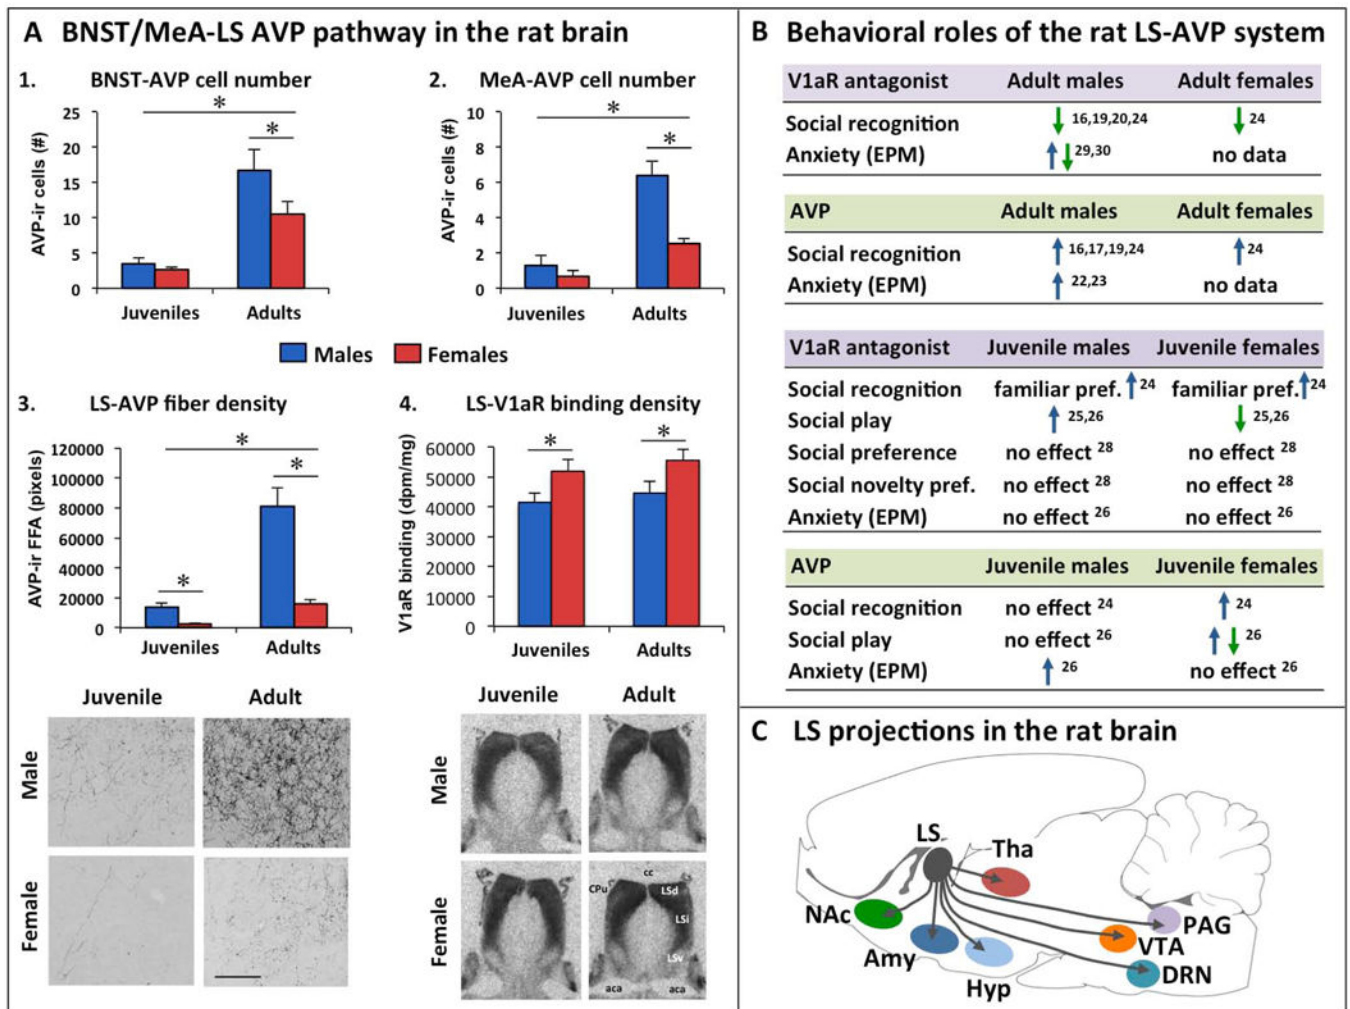 A BNST/MeA-LS AVP pathway in the rat brain
1. BNST-AVP cell number
*
*
AVP-ir cells (#)
25
20
15
10
5
0
Juveniles Adults
2. MeA-AVP cell number
*
*
AVP-ir cells (#)
10
8
6
4
2
0
Juveniles Adults
Males Females
3. LS-AVP fiber density
*
*
*
AVP-ir FFA (pixels)
120000
100000
80000
60000
40000
20000
0
Juveniles Adults
4. LS-V1aR binding density
* *
V1aR binding (dpm/mg)
60000
50000
40000
30000
20000
10000
0
Juveniles Adults
Juvenile Adult
Male
Female
Juvenile Adult
Male
Female
CPu cc LSd
LSi
LSv
aca aca
B Behavioral roles of the rat LS-AVP system
V1aR antagonist Adult males Adult females
Social recognition ↓ 16,19,20,24 ↓ 24
Anxiety (EPM) ↑↓ 29,30 no data
AVP Adult males Adult females
Social recognition ↑ 16,17,19,24 ↑ 24
Anxiety (EPM) ↑ 22,23 no data
V1aR antagonist Juvenile males Juvenile females
Social recognition familiar pref. ↑ 24 familiar pref. ↑ 24
Social play ↑ 25,26 ↓ 25,26
Social preference no effect 28 no effect 28
Social novelty pref. no effect 28 no effect 28
Anxiety (EPM) no effect 26 no effect 26
AVP Juvenile males Juvenile females
Social recognition no effect 24 ↑ 24
Social play no effect 26 ↑↓ 26
Anxiety (EPM) ↑ 26 no effect 26
C LS projections in the rat brain
LS
Tha
NAc
Amy
Hyp
PAG
VTA
DRN